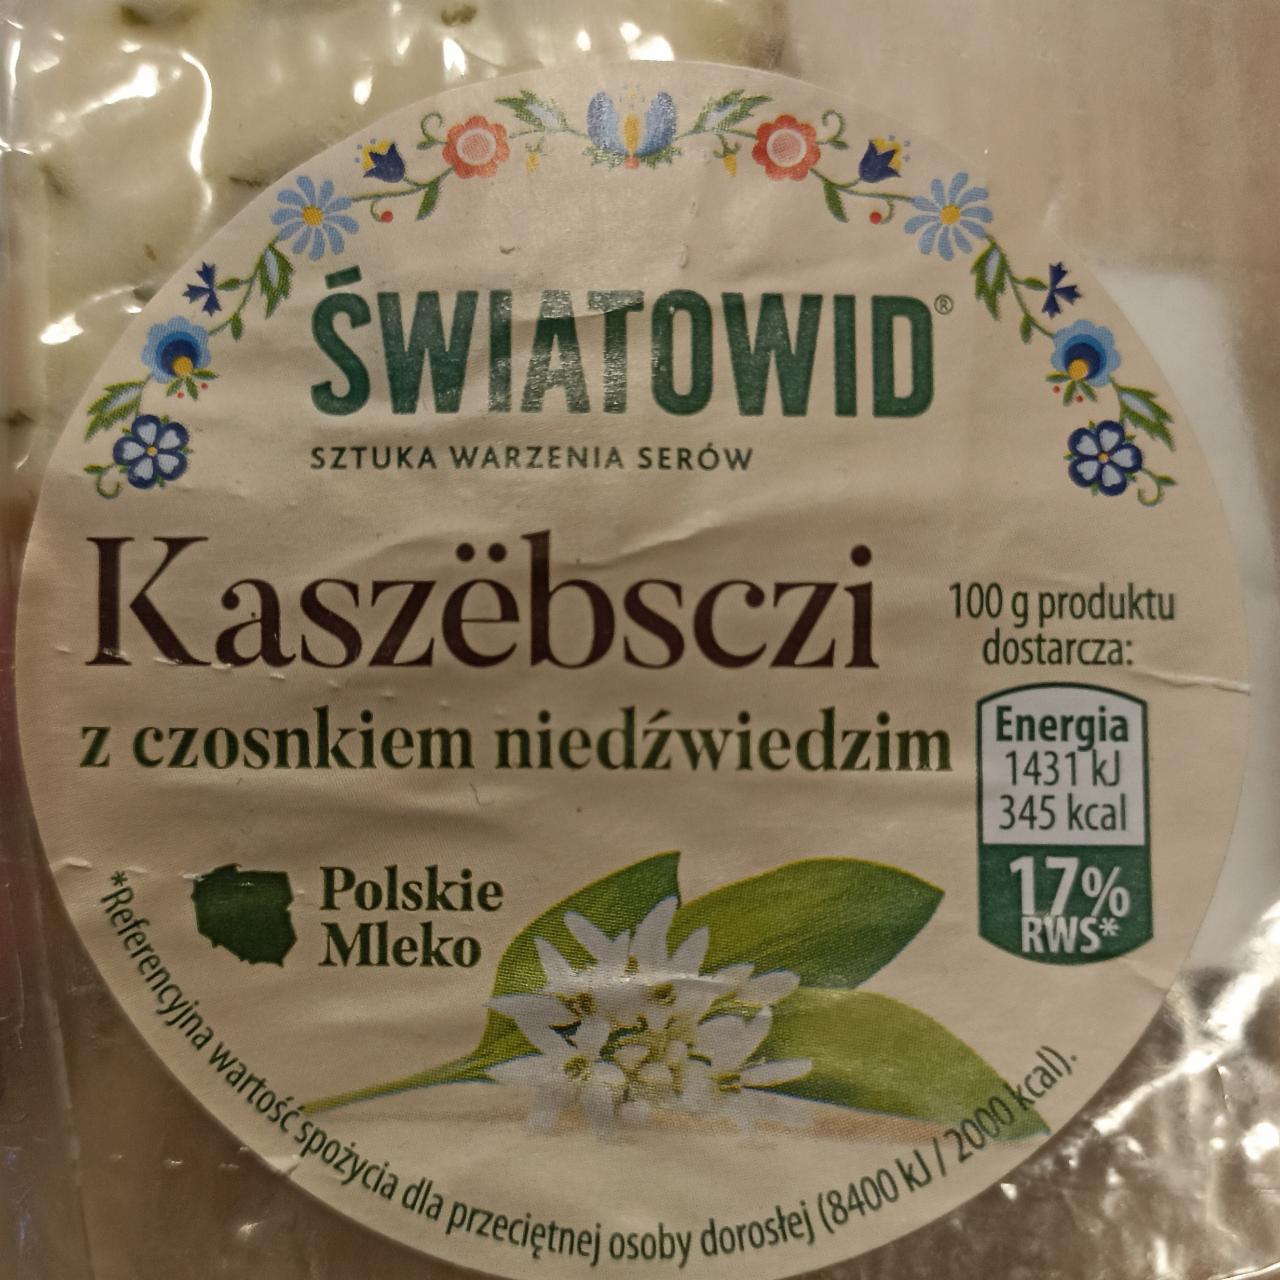 ŚWIATOWID®
SZTUKA WARZENIA SERÓW
Kaszëbsczi
z czosnkiem niedźwiedzim
100 g produktu
dostarcza:
Energia
1431 kJ
345 kcal
17%
RWS*
Polskie
Mleko
*Referencyjna wartość spożycia dla przeciętnej osoby dorosłej (8400 kJ / 2000 kcal).